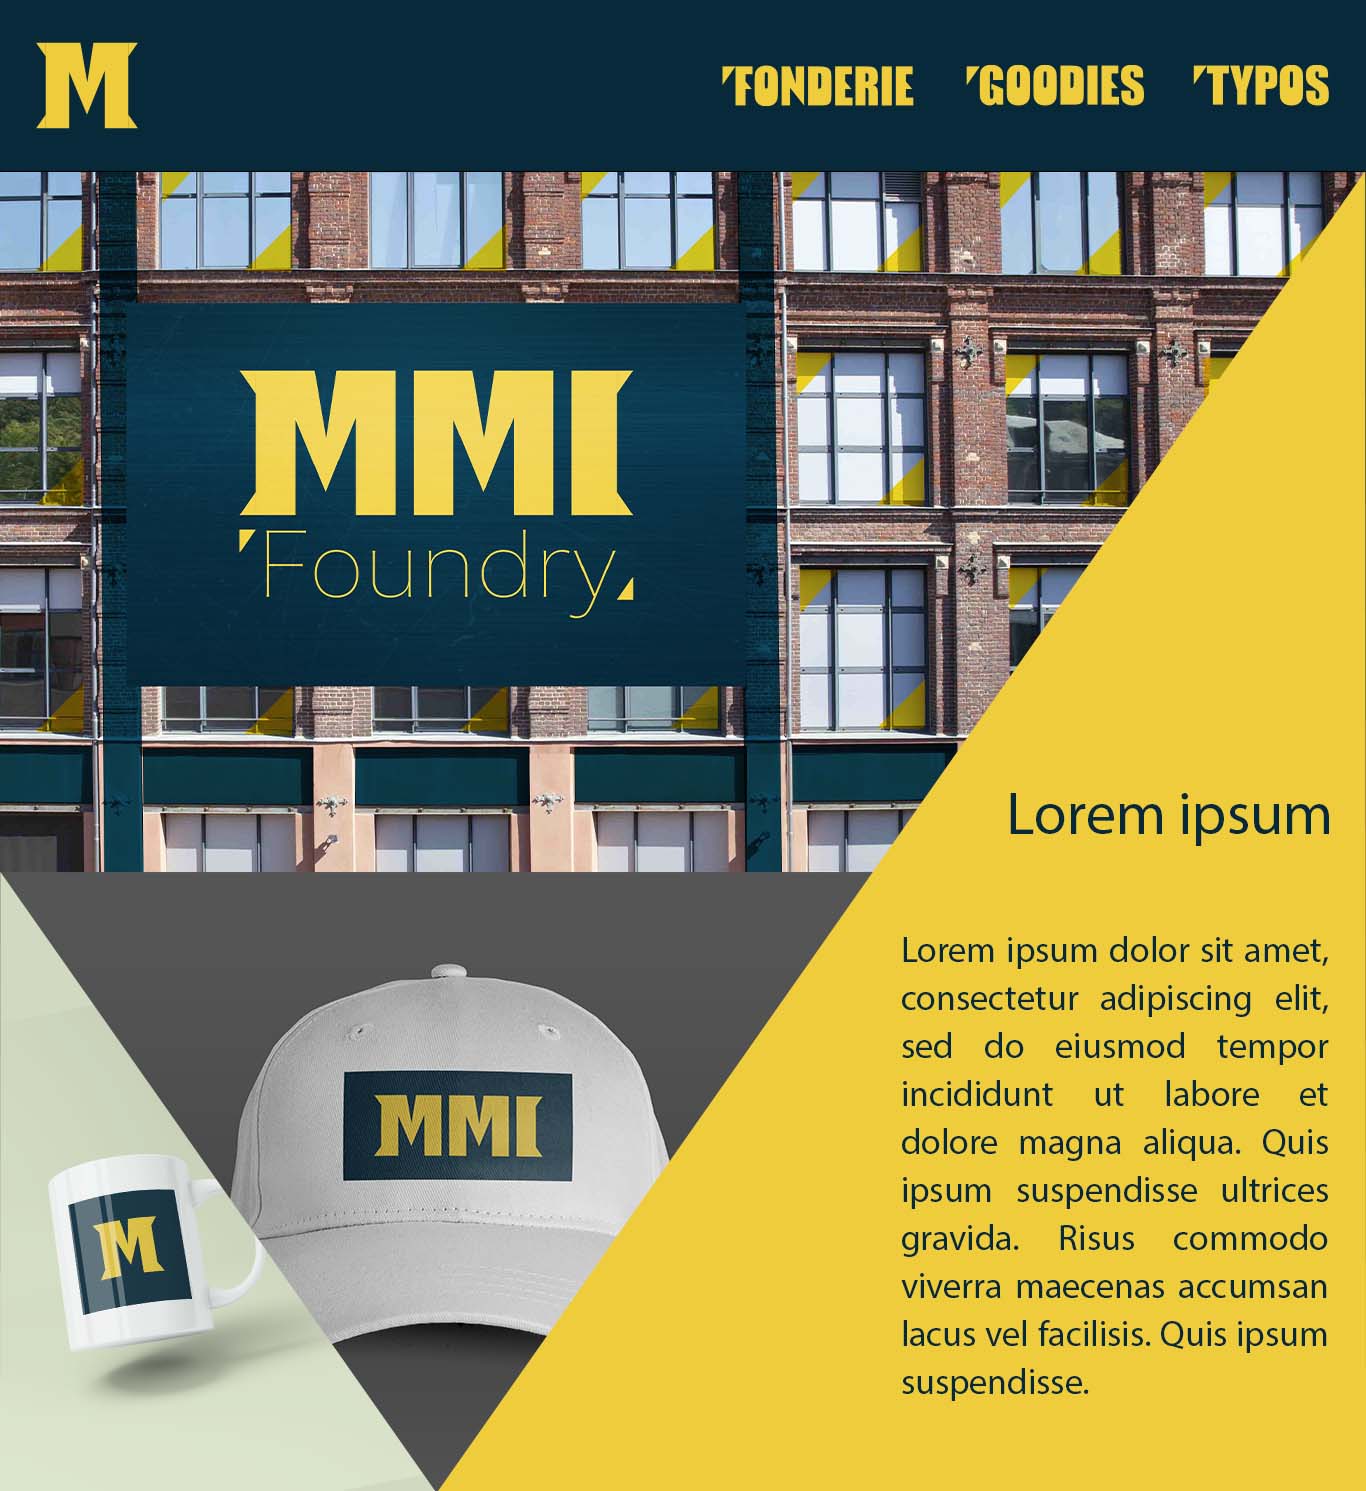 M
FONDERIE GOODIES TYPOS
MMI
Foundry
Lorem ipsum
Lorem ipsum dolor sit amet,
consectetur adipiscing elit,
sed do eiusmod tempor
incididunt ut labore et
dolore magna aliqua. Quis
ipsum suspendisse ultrices
gravida. Risus commodo
viverra maecenas accumsan
lacus vel facilisis. Quis ipsum
suspendisse.
MMI
M